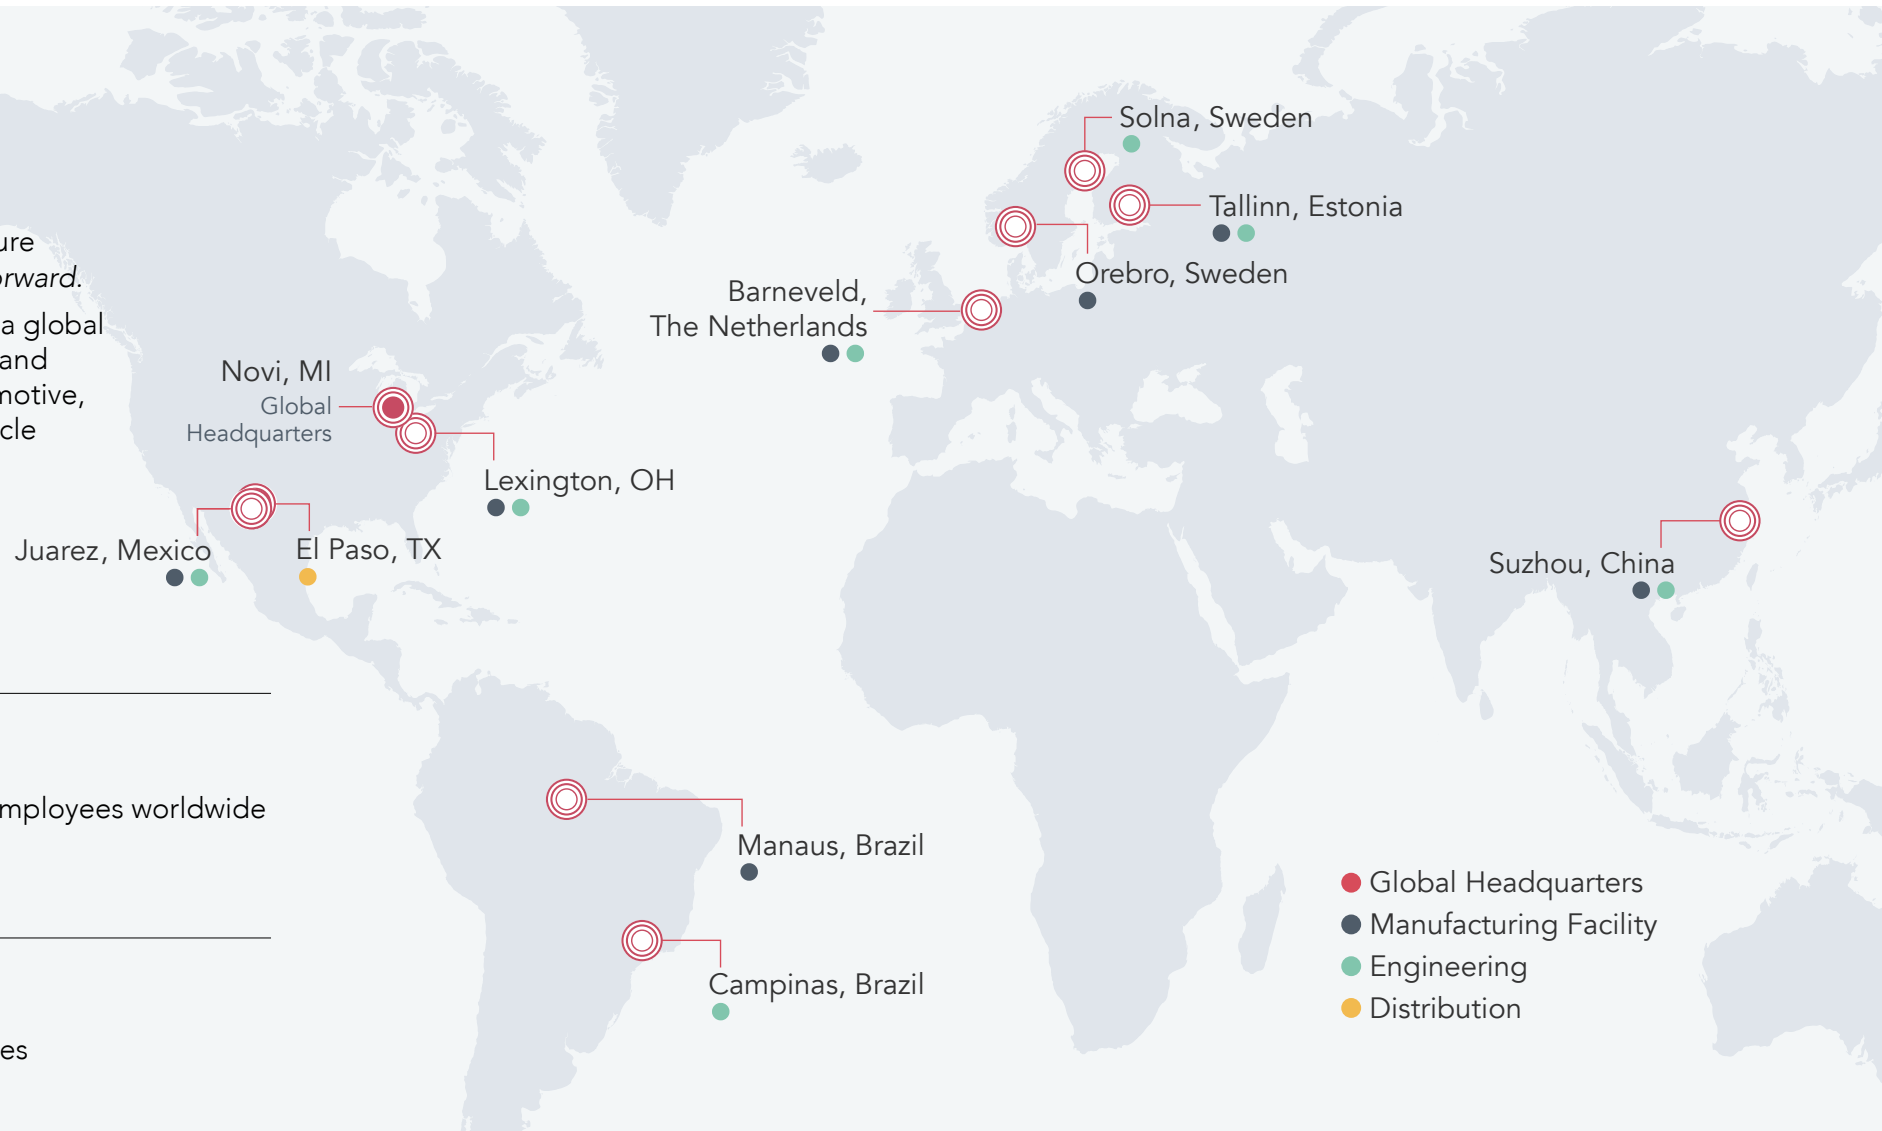 ure
orward.
a global
and
motive,
cle
mployees worldwide
es
Solna, Sweden
Tallinn, Estonia
Orebro, Sweden
Barneveld,
The Netherlands
Novi, MI
Global
Headquarters
Lexington, OH
Juarez, Mexico
El Paso, TX
Suzhou, China
Manaus, Brazil
Campinas, Brazil
Global Headquarters
Manufacturing Facility
Engineering
Distribution